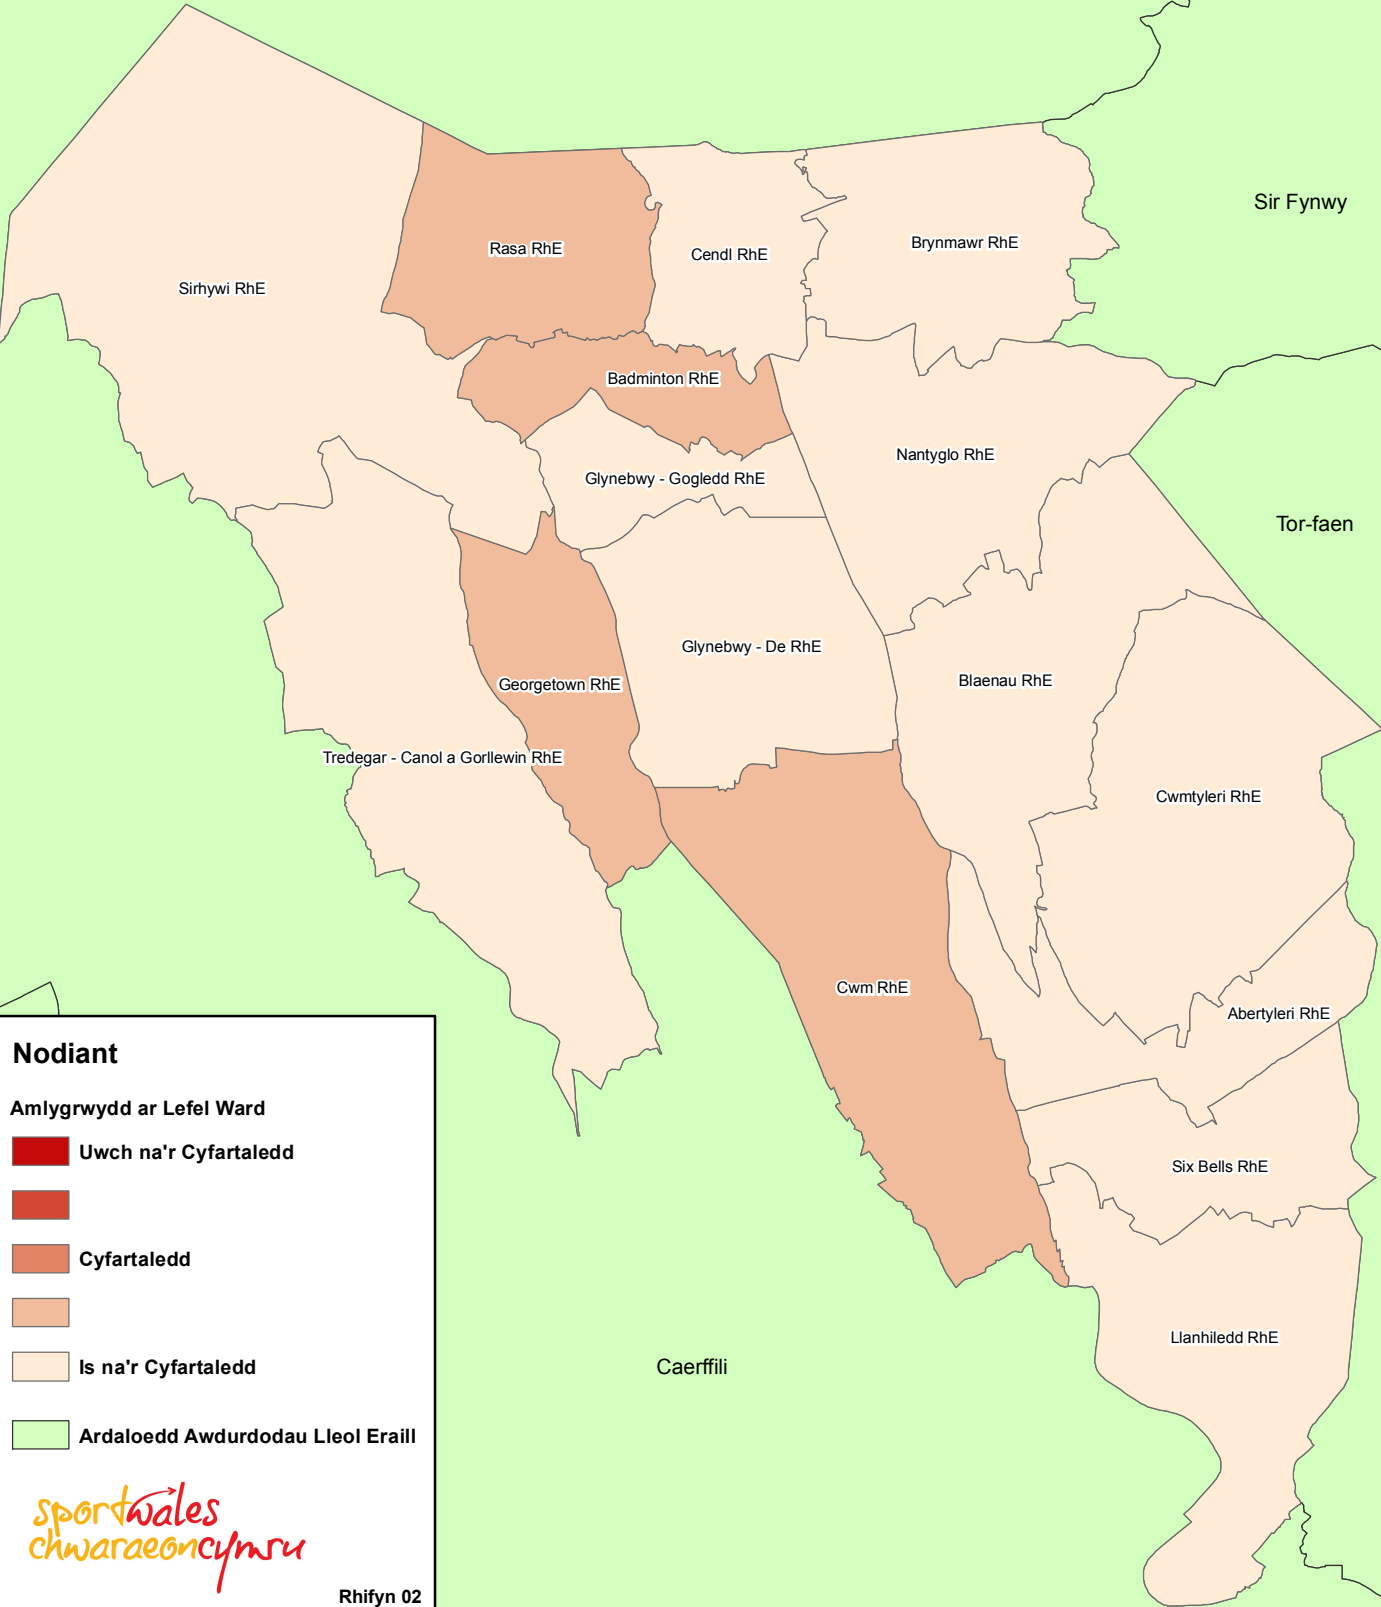 Sir Fynwy
Brynmawr RhE
Rasa RhE
Cendl RhE
Sirhywi RhE
Badminton RhE
Nantyglo RhE
Glynebwy - Gogledd RhE
Tor-faen
Glynebwy - De RhE
Blaenau RhE
Georgetown RhE
Tredegar - Canol a Gorllewin RhE
Cwmtyleri RhE
Cwm RhE
Abertyleri RhE
Six Bells RhE
Llanhiledd RhE
Caerffili
Nodiant
Amlygrwydd ar Lefel Ward
Uwch na'r Cyfartaledd
Cyfartaledd
Is na'r Cyfartaledd
Ardaloedd Awdurdodau Lleol Eraill
sportwales
chwaraeoncymru
Rhifyn 02